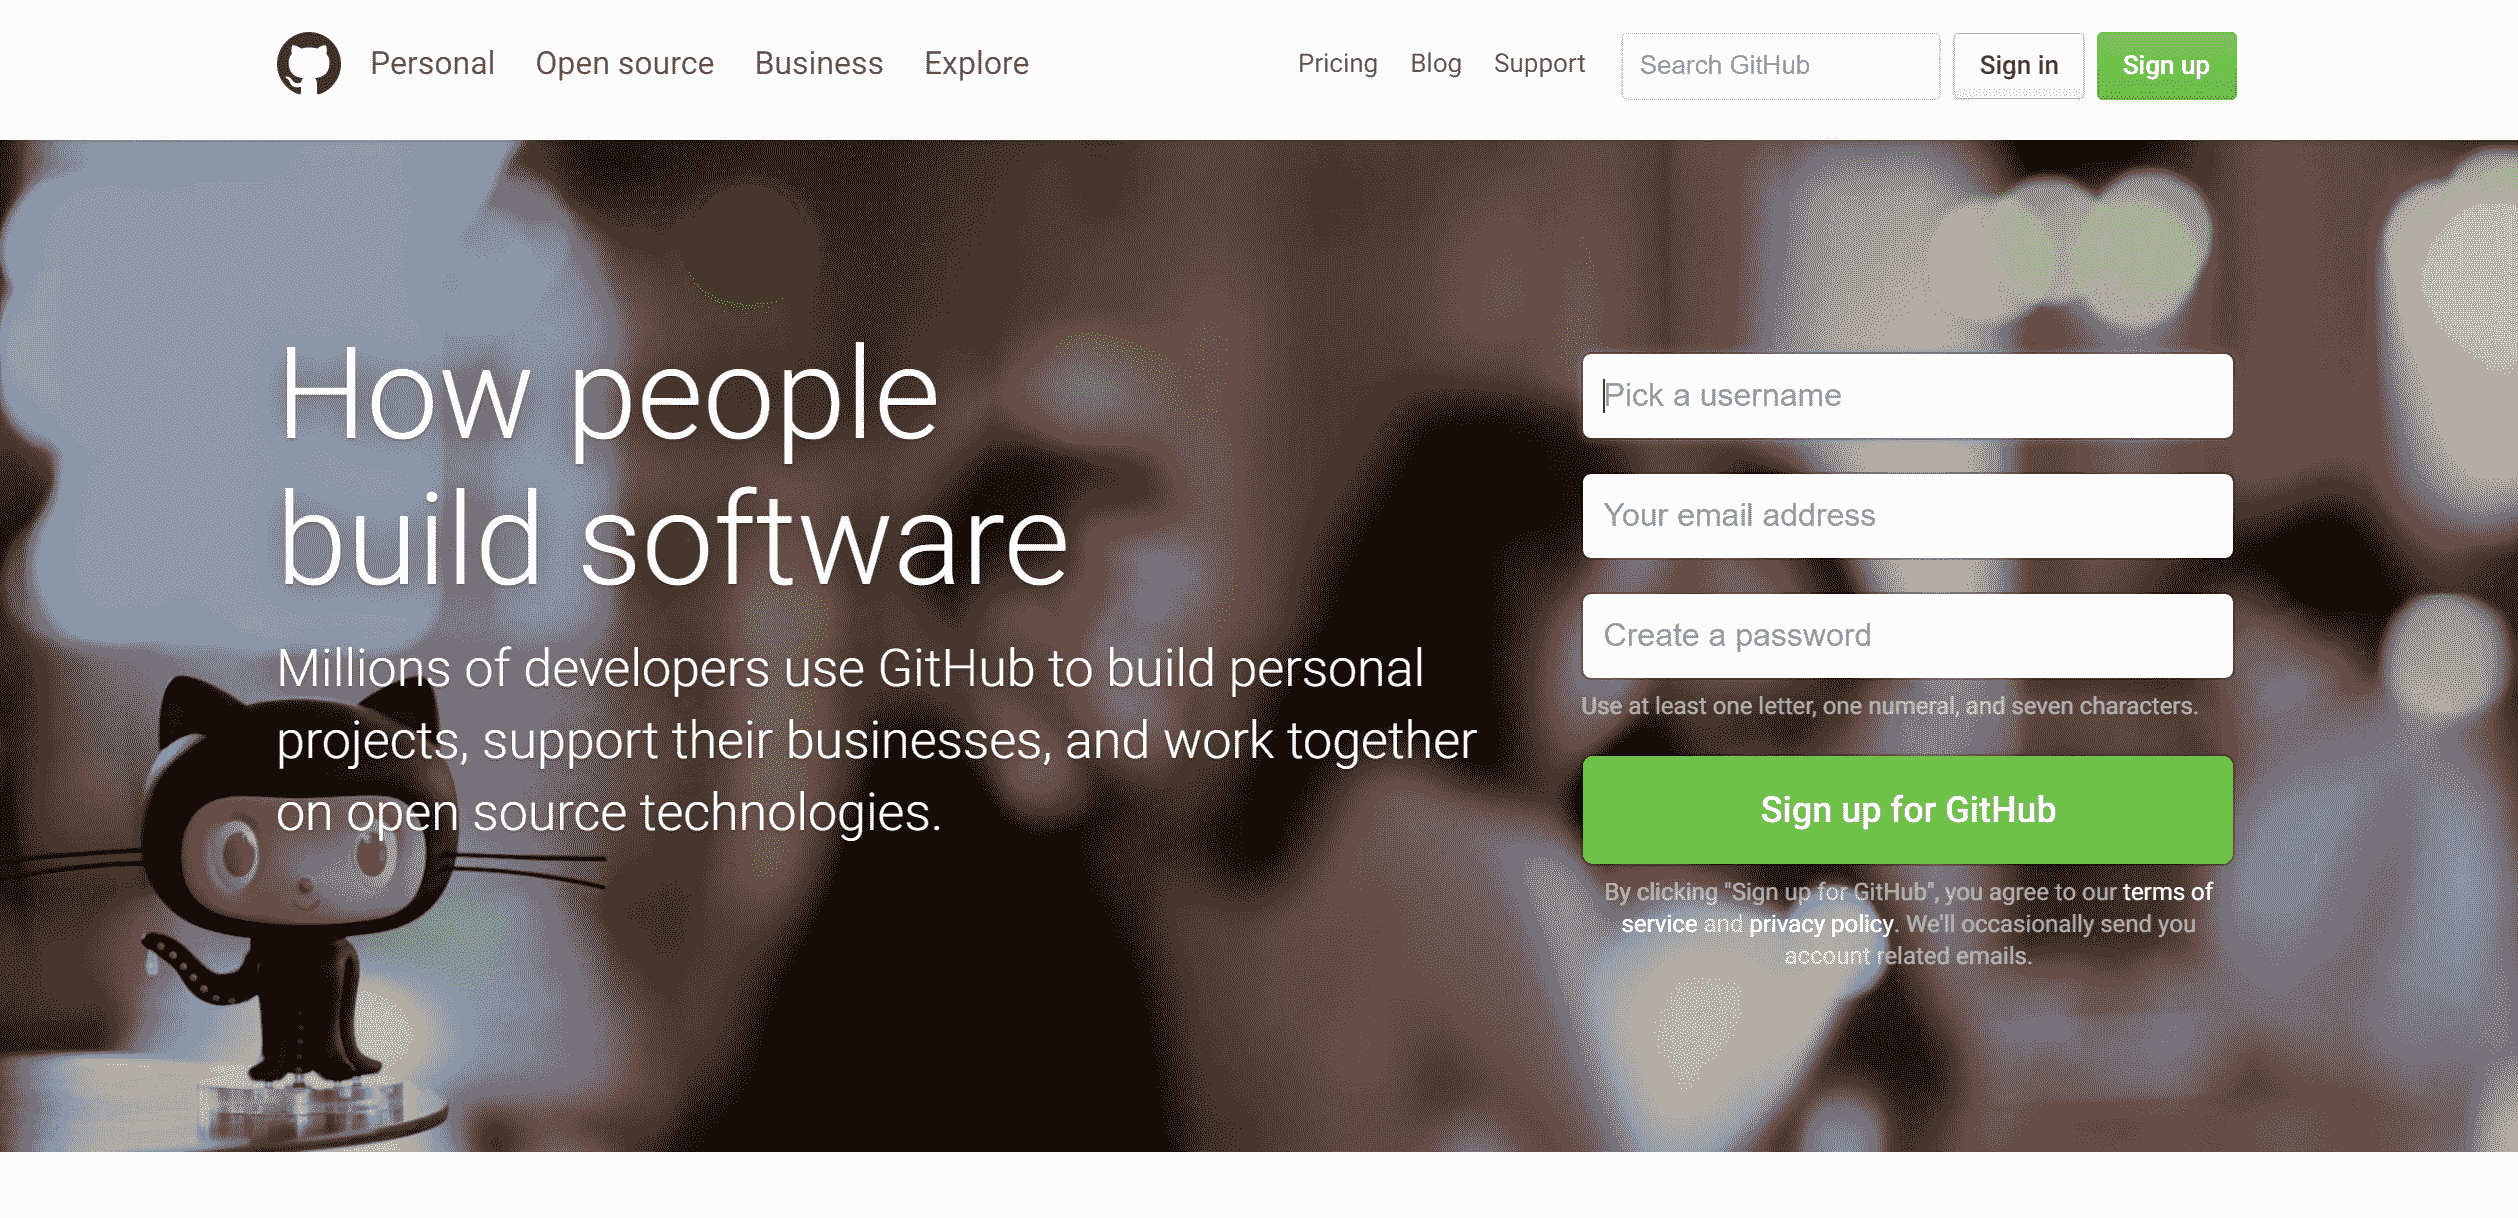 Personal Open source Business Explore Pricing Blog Support Search GitHub Sign in Sign up
How people
build software
Millions of developers use GitHub to build personal
projects, support their businesses, and work together
on open source technologies.
Pick a username
Your email address
Create a password
Use at least one letter, one numeral, and seven characters.
Sign up for GitHub
By clicking "Sign up for GitHub", you agree to our terms of
service and privacy policy. We'll occasionally send you
account related emails.